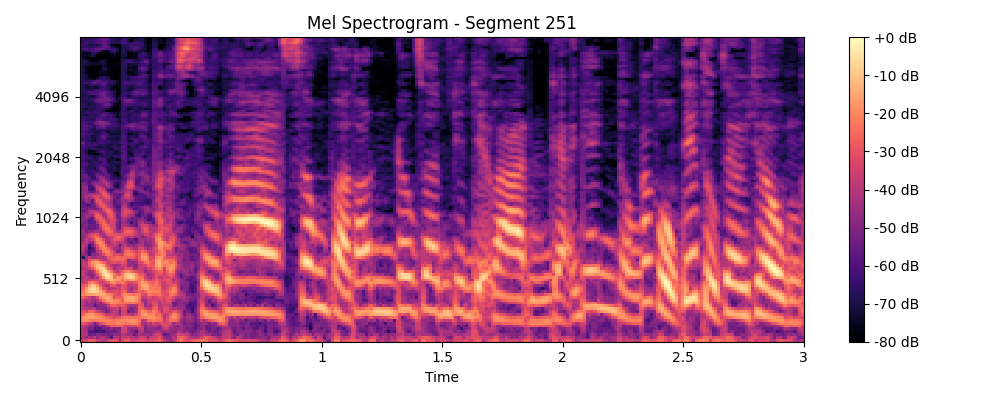 Mel Spectrogram - Segment 251
Frequency
4096
2048
1024
512
0
0
0.5
1
1.5
2
2.5
3
Time
+0 dB
-10 dB
-20 dB
-30 dB
-40 dB
-50 dB
-60 dB
-70 dB
-80 dB